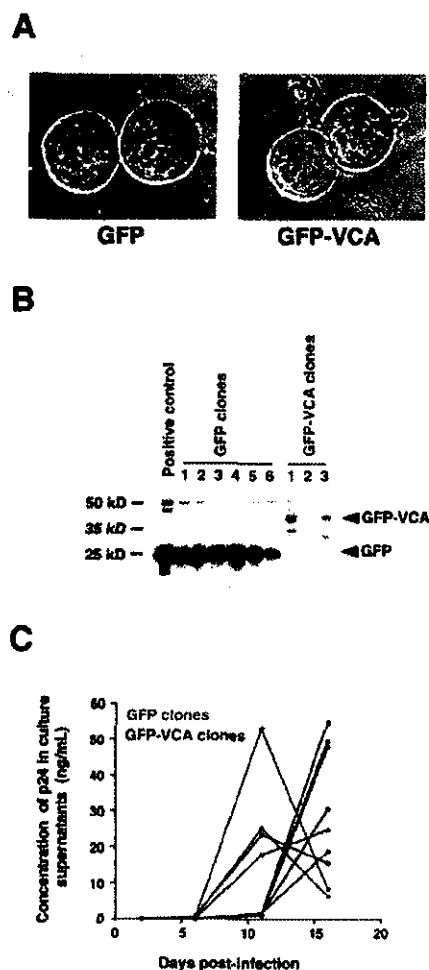 A
GFP
GFP-VCA
B
Positive control
GFP clones
GFP-VCA clones
1 2 3 4 5 6 1 2 3
50 kD
35 kD
25 kD
GFP-VCA
GFP
C
GFP clones
GFP-VCA clones
Concentration of p24 in culture
supernatants (ng/mL)
60
50
40
30
20
10
0
0 5 10 15 20
Days post-infection